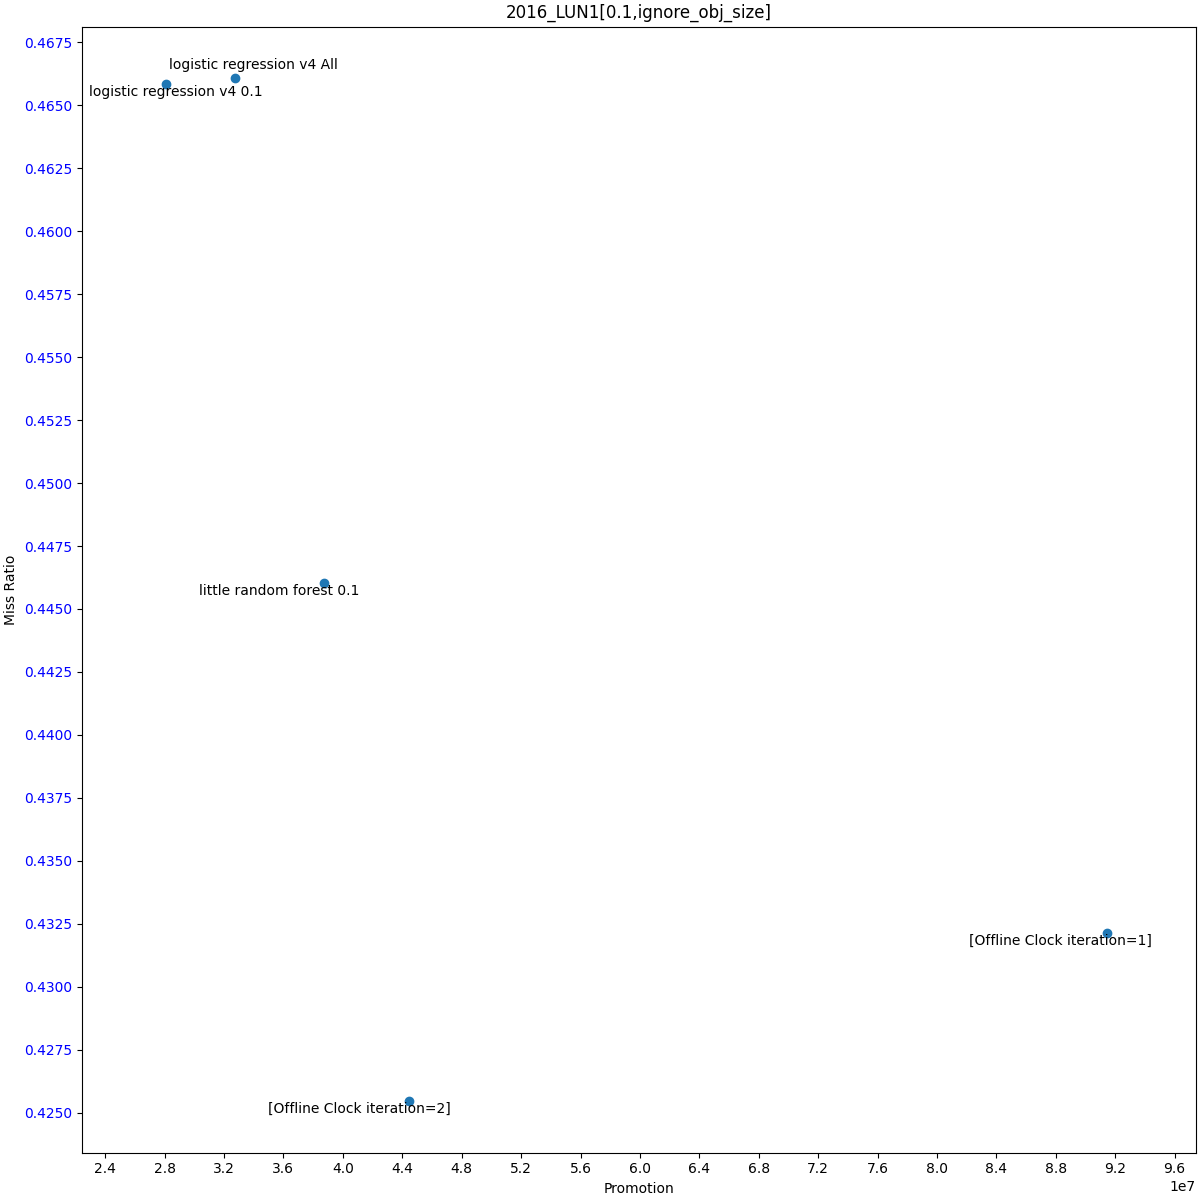 2016_LUN1[0.1,ignore_obj_size]
0.4675
0.4650
0.4625
0.4600
0.4575
0.4550
0.4525
0.4500
0.4475
0.4450
0.4425
0.4400
0.4375
0.4350
0.4325
0.4300
0.4275
0.4250
Miss Ratio
logistic regression v4 All
logistic regression v4 0.1
little random forest 0.1
[Offline Clock iteration=1]
[Offline Clock iteration=2]
2.4 2.8 3.2 3.6 4.0 4.4 4.8 5.2 5.6 6.0 6.4 6.8 7.2 7.6 8.0 8.4 8.8 9.2 9.6
1e7
Promotion